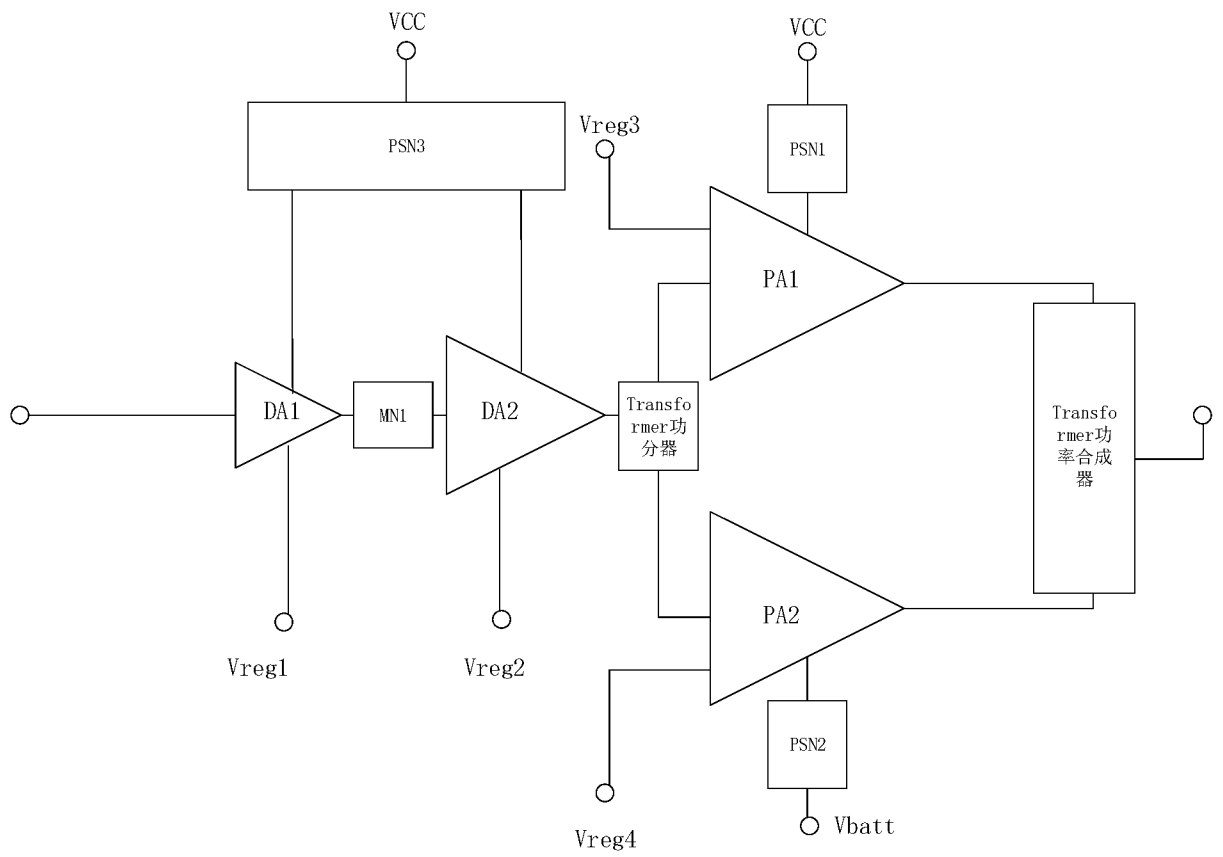 VCC
VCC
PSN3
Vreg3
PSN1
PA1
DA1
MN1
DA2
Transfo
rmer功
分器
Transfo
rmer功
率合成
器
PA2
Vreg1
Vreg2
PSN2
Vreg4
Vbatt